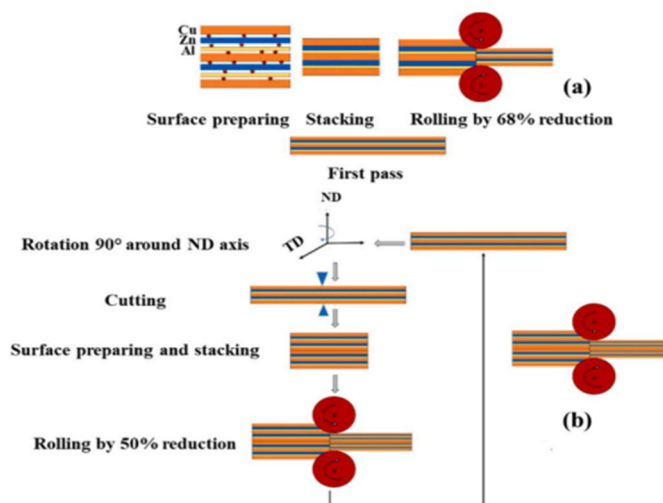 Cu
Zn
Al
(a)
Surface preparing Stacking Rolling by 68% reduction
First pass
ND
TD
Rotation 90° around ND axis
Cutting
Surface preparing and stacking
Rolling by 50% reduction
(b)